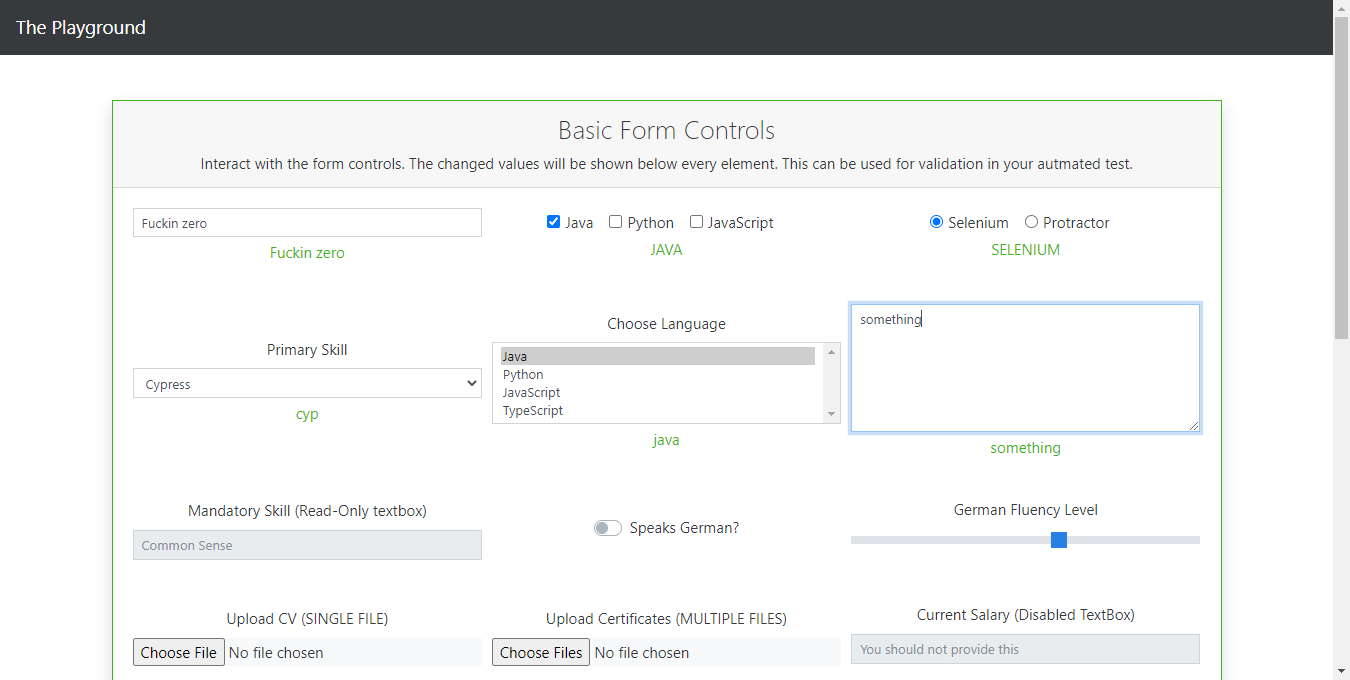 The Playground
Basic Form Controls
Interact with the form controls. The changed values will be shown below every element. This can be used for validation in your autmated test.
Fuckin zero
Java Python JavaScript
Selenium Protractor
Fuckin zero
JAVA
SELENIUM
Primary Skill
Cypress
cyp
Choose Language
Java
Python
JavaScript
TypeScript
java
something
something
Mandatory Skill (Read-Only textbox)
Common Sense
Speaks German?
German Fluency Level
Upload CV (SINGLE FILE)
Choose File No file chosen
Upload Certificates (MULTIPLE FILES)
Choose Files No file chosen
Current Salary (Disabled TextBox)
You should not provide this